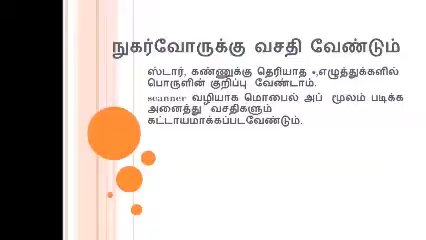 நுகர்வோருக்கு வசதி வேண்டும்
ஸ்டார், கண்ணுக்கு தெரியாத *,எழுத்துக்களில்
பொருளின் குறிப்பு வேண்டாம்.
scanner வழியாக மொபைல் அப் மூலம் படிக்க
அனைத்து வசதிகளும்
கட்டாயமாக்கப்படவேண்டும்.